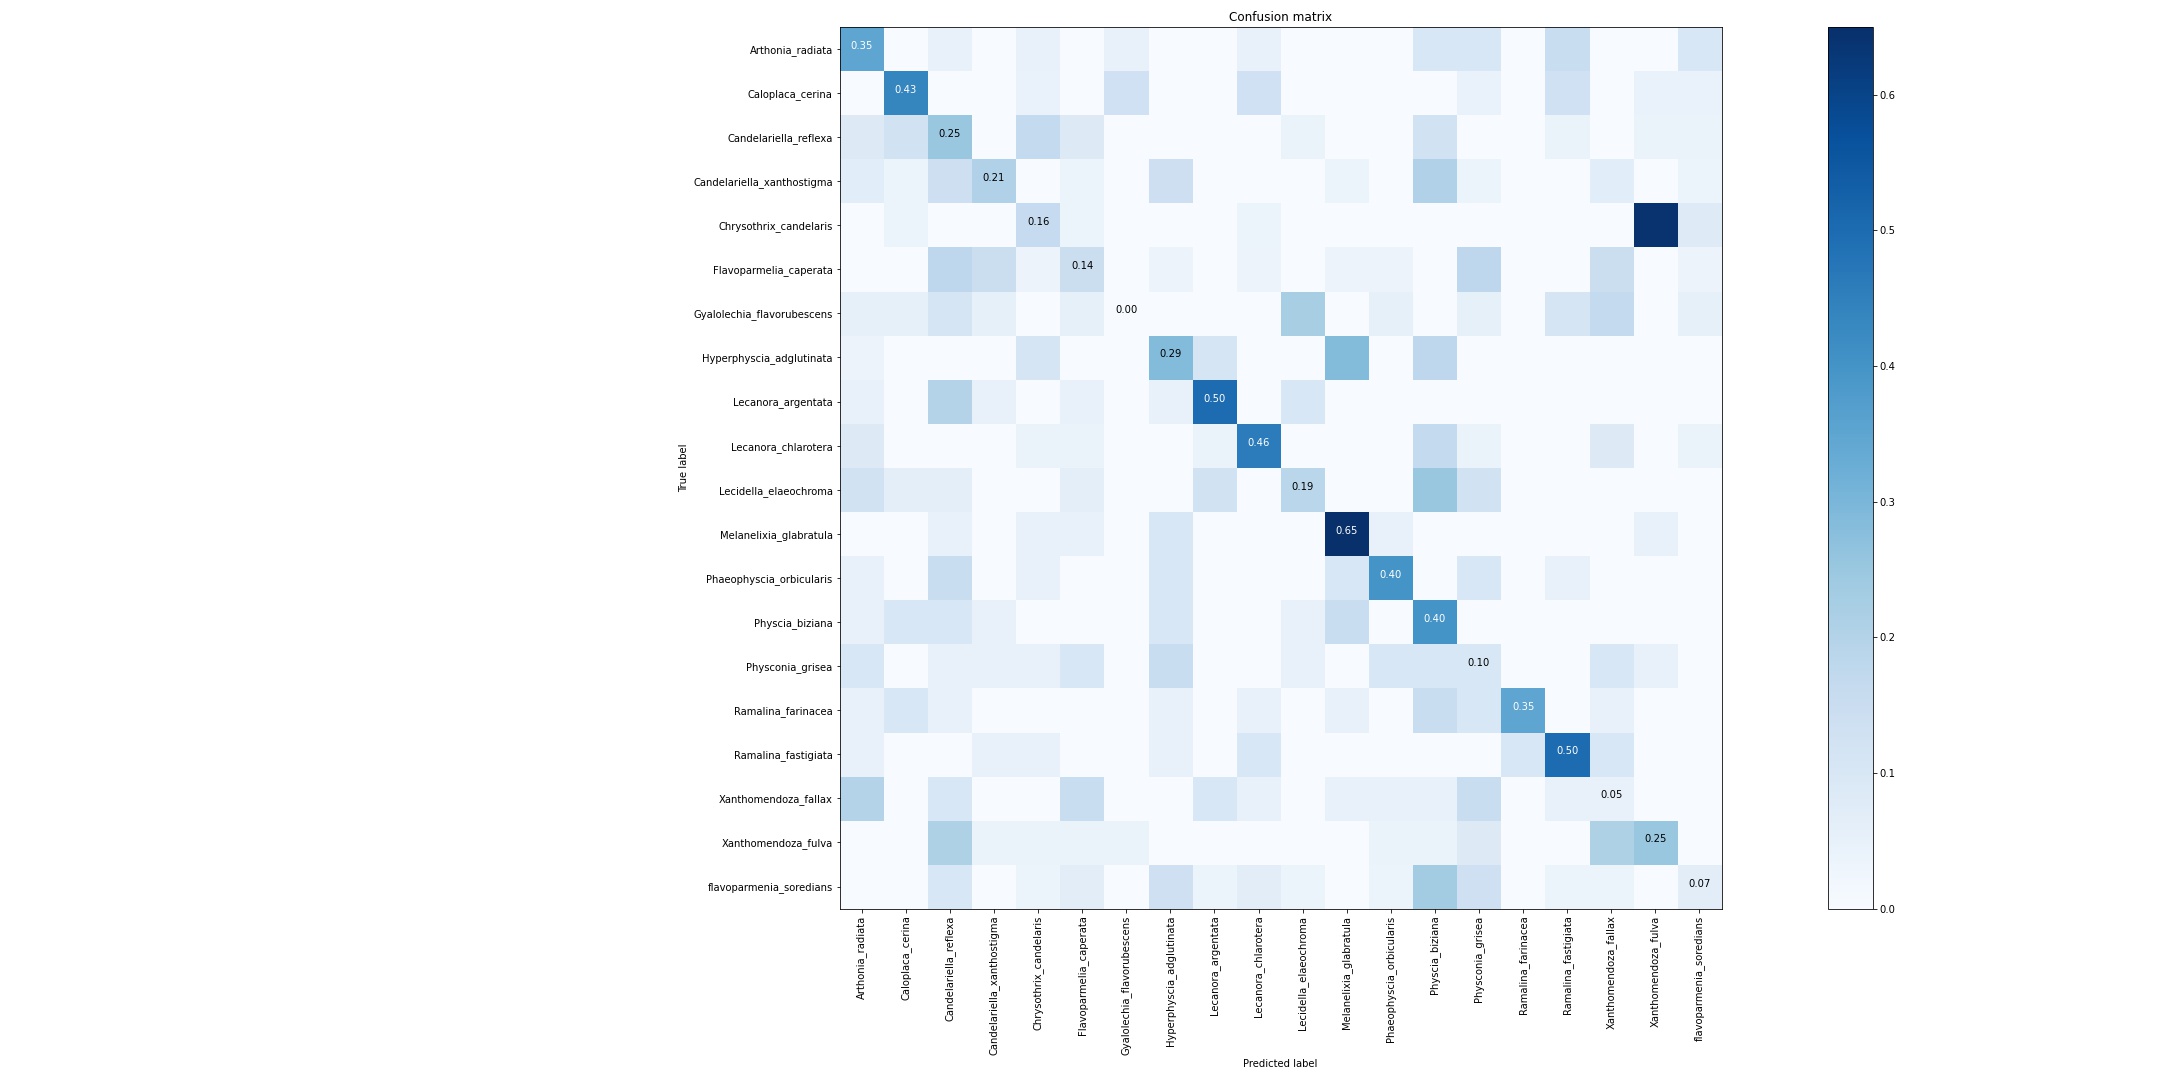 Confusion matrix
True label
Arthonia_radiata
0.35
Caloplaca_cerina
0.43
0.6
Candelariella_reflexa
0.25
Candelariella_xanthostigma
0.21
Chrysothrix_candelaris
0.16
0.5
Flavoparmelia_caperata
0.14
Gyalolechia_flavorubescens
0.00
Hyperphyscia_adglutinata
0.29
0.4
Lecanora_argentata
0.50
Lecanora_chlarotera
0.46
Lecidella_elaeochroma
0.19
0.3
Melanelixia_glabratula
0.65
Phaeophyscia_orbicularis
0.40
Physcia_biziana
0.40
0.2
Physconia_grisea
0.10
Ramalina_farinacea
0.35
Ramalina_fastigiata
0.50
0.1
Xanthomendoza_fallax
0.05
Xanthomendoza_fulva
0.25
flavoparmenia_soredians
0.07
0.0
Arthonia_radiata
Caloplaca_cerina
Candelariella_reflexa
Candelariella_xanthostigma
Chrysothrix_candelaris
Flavoparmelia_caperata
Gyalolechia_flavorubescens
Hyperphyscia_adglutinata
Lecanora_argentata
Lecanora_chlarotera
Lecidella_elaeochroma
Melanelixia_glabratula
Phaeophyscia_orbicularis
Physcia_biziana
Physconia_grisea
Ramalina_farinacea
Ramalina_fastigiata
Xanthomendoza_fallax
Xanthomendoza_fulva
flavoparmenia_soredians
Predicted label